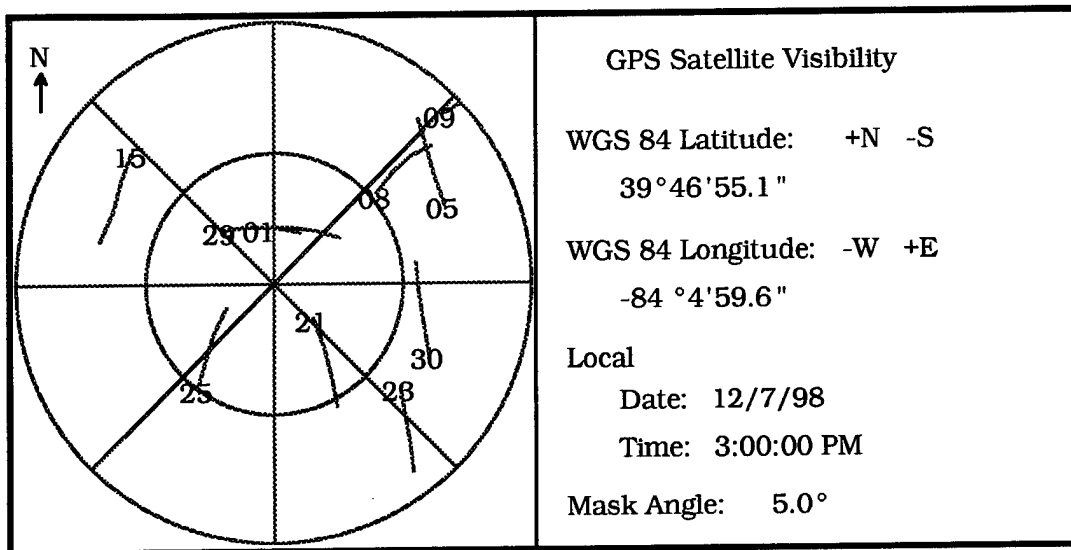 N
09
15
08
05
29 01
21
30
25
23
GPS Satellite Visibility
WGS 84 Latitude: +N -S
39°46'55.1"
WGS 84 Longitude: -W +E
-84 °4'59.6"
Local
Date: 12/7/98
Time: 3:00:00 PM
Mask Angle: 5.0°